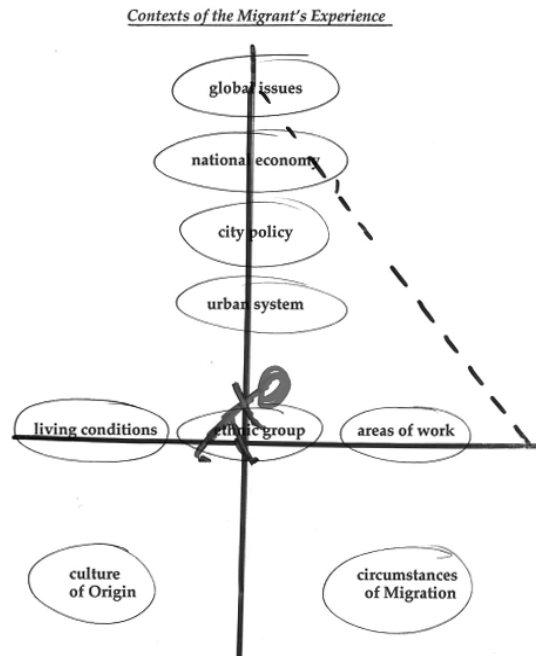 Contexts of the Migrant's Experience
global issues
national economy
city policy
urban system
living conditions
ethnic group
areas of work
culture
of Origin
circumstances
of Migration